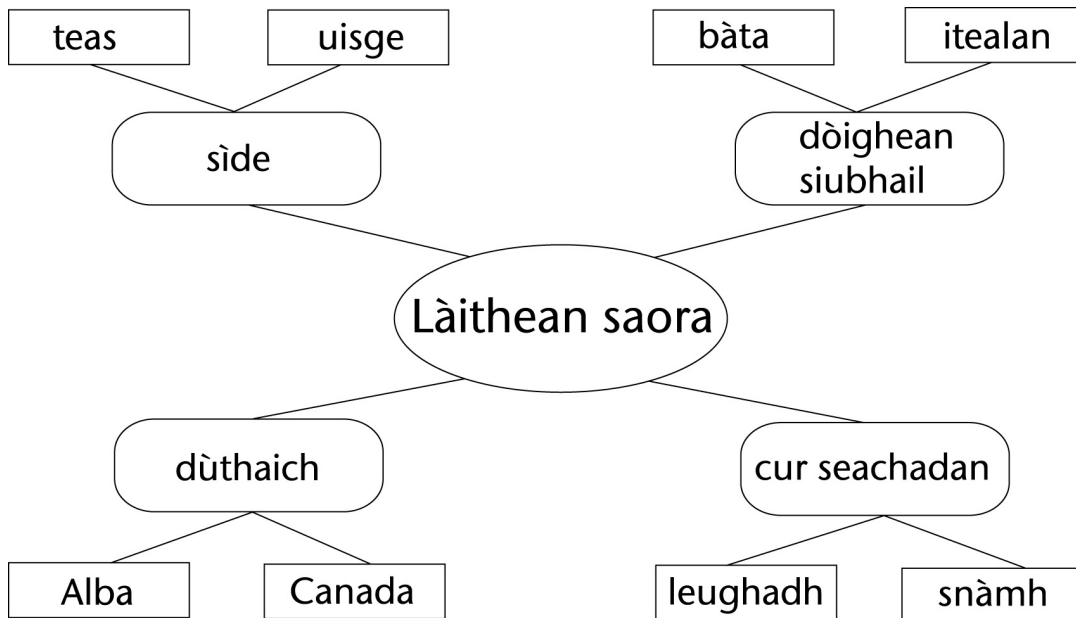 teas
uisge
bàta
itealan
sìde
dòighean
siubhail
Làithean saora
dùthaich
cur seachadan
Alba
Canada
leughadh
snàmh